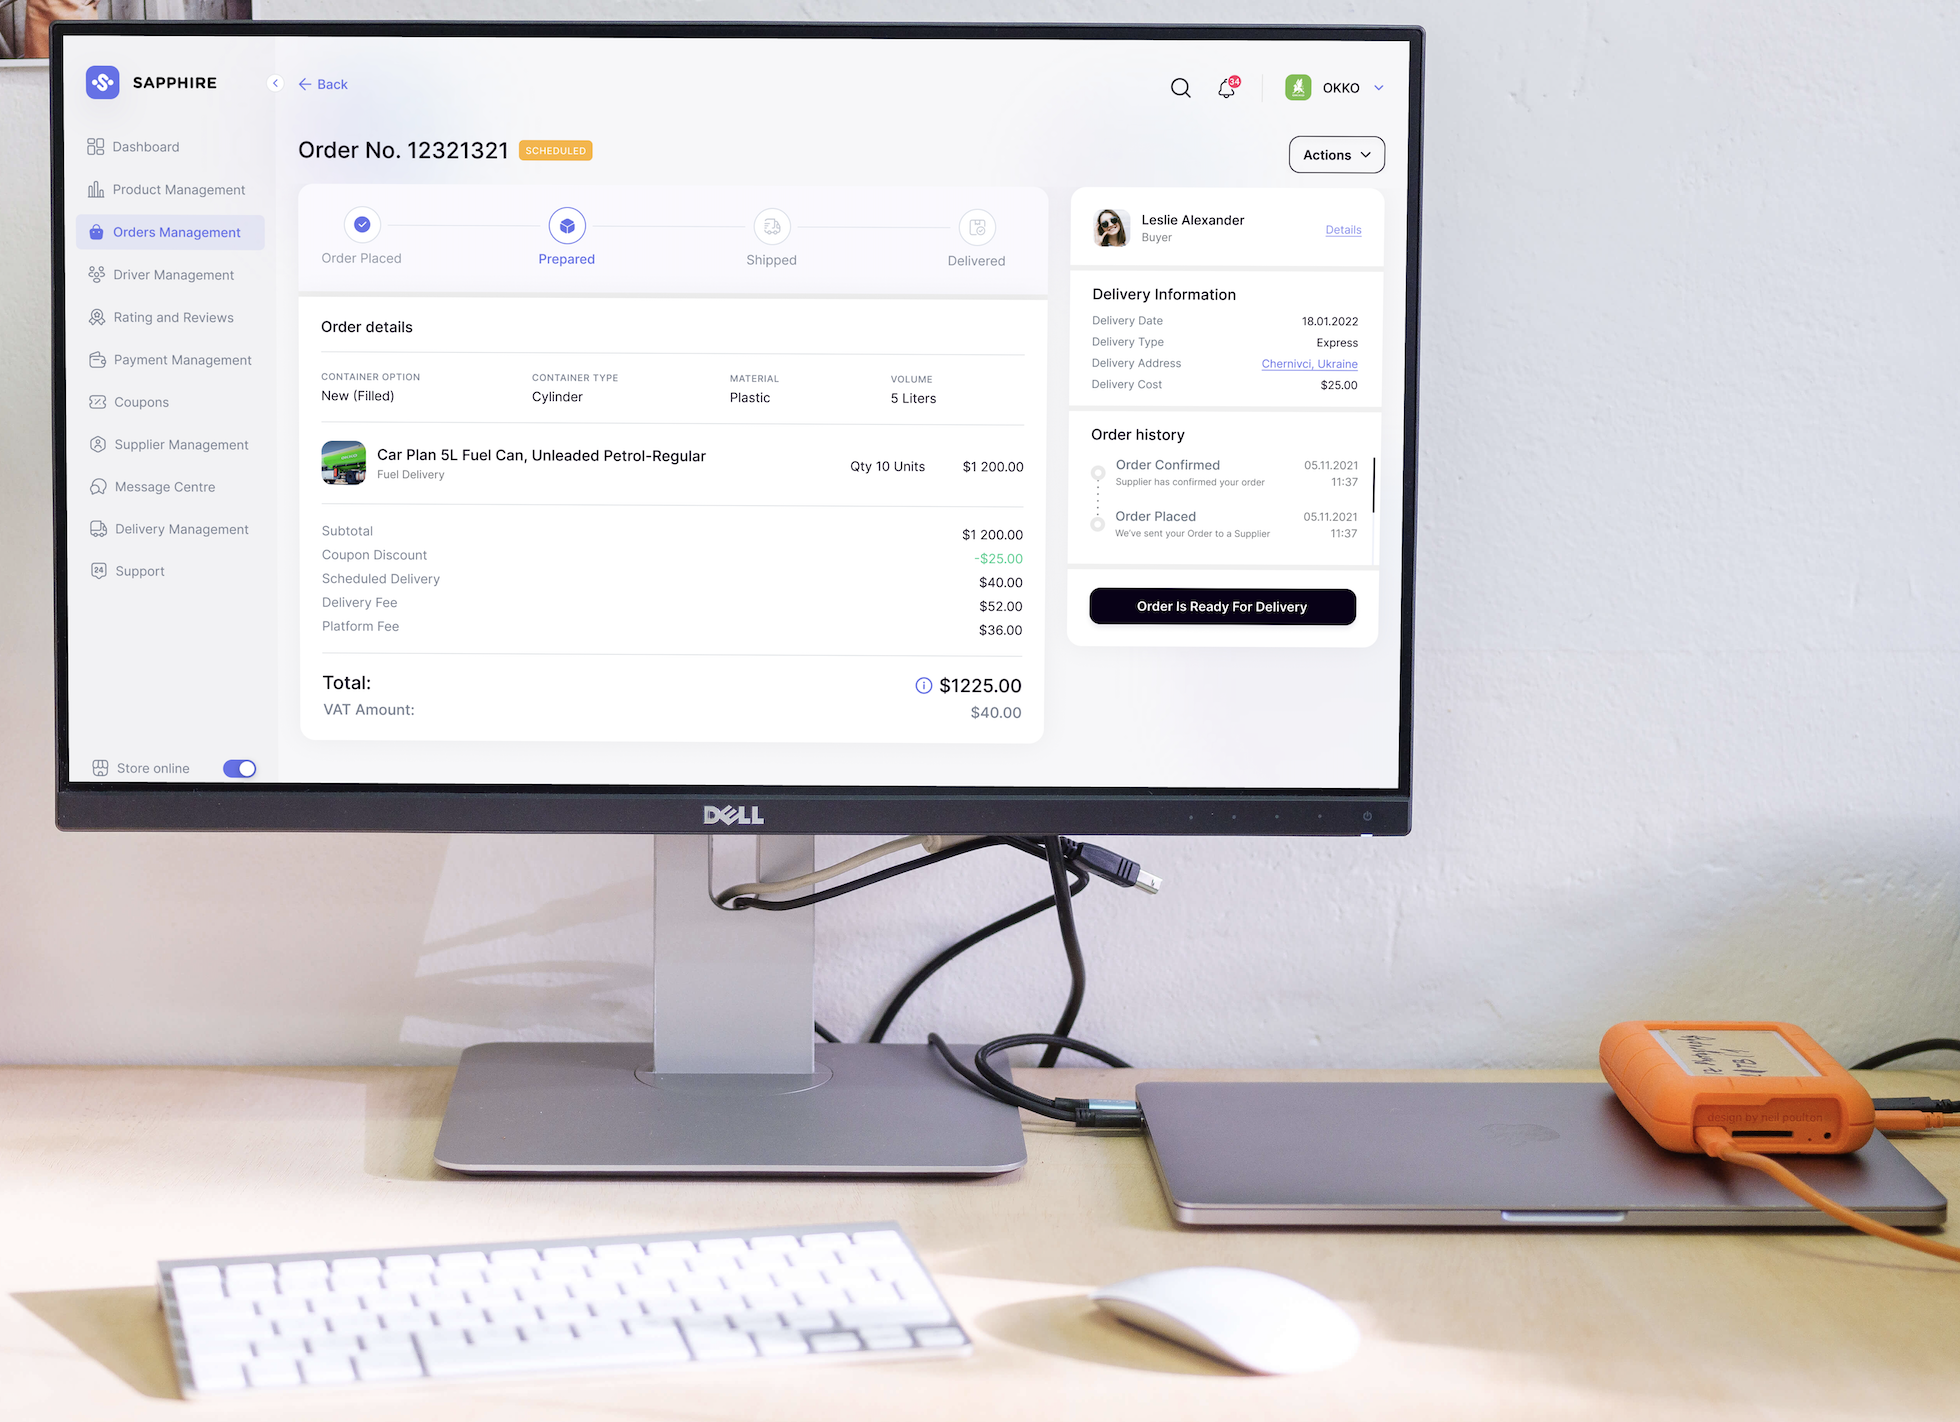 SAPPHIRE
Back
34
OKKO
Dashboard
Product Management
Orders Management
Driver Management
Rating and Reviews
Payment Management
Coupons
Supplier Management
Message Centre
Delivery Management
24 Support
Store online
Order No. 12321321 SCHEDULED
Actions
Order Placed
Prepared
Shipped
Delivered
Order details
CONTAINER OPTION CONTAINER TYPE MATERIAL VOLUME
New (Filled) Cylinder Plastic 5 Liters
Car Plan 5L Fuel Can, Unleaded Petrol-Regular
Fuel Delivery
Qty 10 Units $1 200.00
Subtotal $1 200.00
Coupon Discount -$25.00
Scheduled Delivery $40.00
Delivery Fee $52.00
Platform Fee $36.00
Total: $1225.00
VAT Amount: $40.00
Leslie Alexander
Buyer
Details
Delivery Information
Delivery Date 18.01.2022
Delivery Type Express
Delivery Address Chernivci, Ukraine
Delivery Cost $25.00
Order history
Order Confirmed 05.11.2021
Supplier has confirmed your order 11:37
Order Placed 05.11.2021
We've sent your Order to a Supplier 11:37
Order Is Ready For Delivery
DELL
design by neil poulton